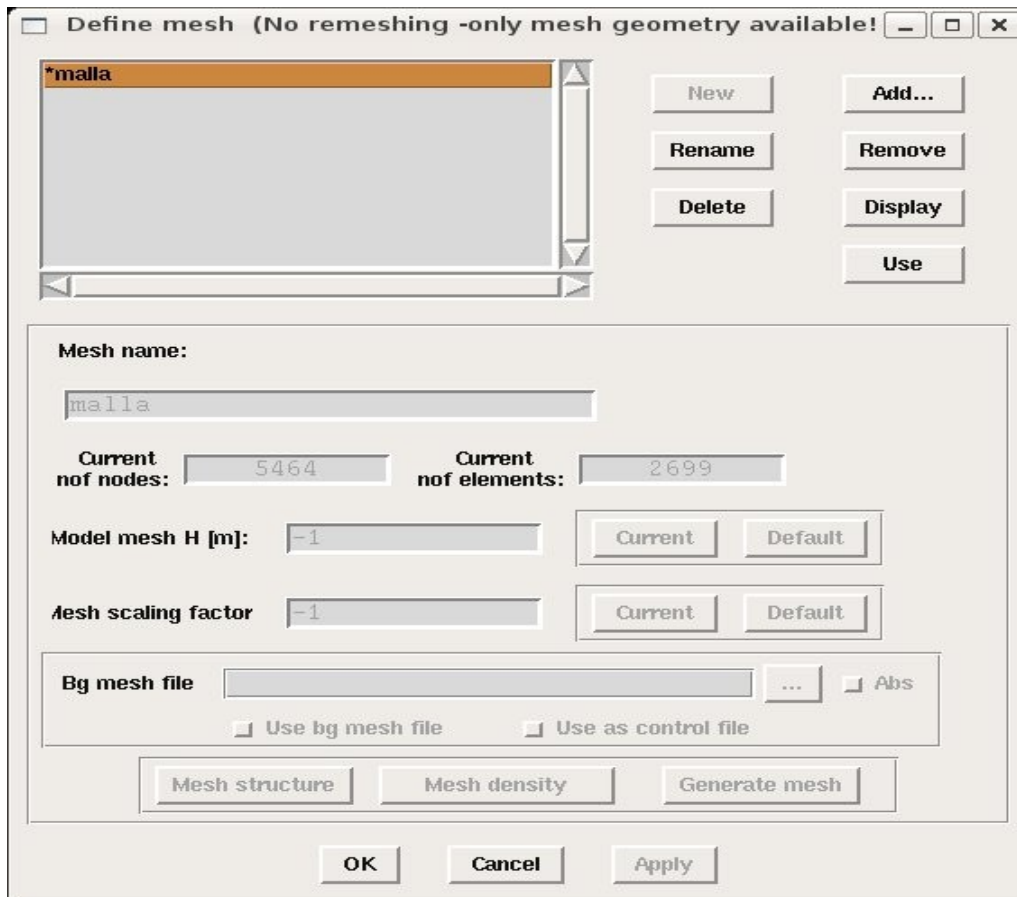 Define mesh (No remeshing -only mesh geometry available!
*malla
New
Add...
Rename
Remove
Delete
Display
Use
Mesh name:
malla
Current
nof nodes:
5464
Current
nof elements:
2699
Model mesh H [m]:
-1
Current
Default
Mesh scaling factor
-1
Current
Default
Bg mesh file
...
Abs
Use bg mesh file
Use as control file
Mesh structure
Mesh density
Generate mesh
OK
Cancel
Apply